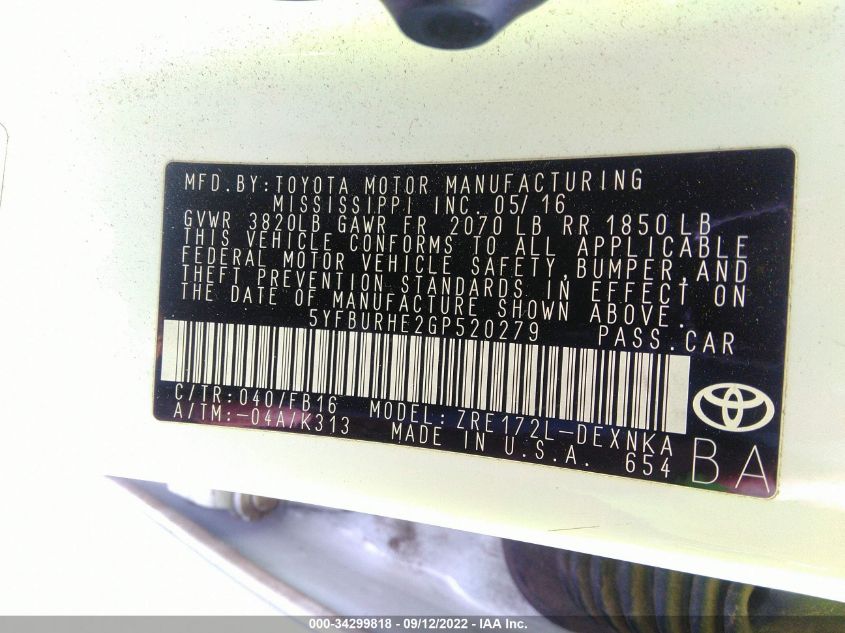 MFD.BY:TOYOTA MOTOR MANUFACTURING
MISSISSIPPI INC. 05/16
GVWR 3820LB GAWR FR 2070 LB RR 1850 LB
THIS VEHICLE CONFORMS TO ALL APPLICABLE
FEDERAL MOTOR VEHICLE SAFETY,BUMPER,AND
THEFT PREVENTION STANDARDS IN EFFECT ON
THE DATE OF MANUFACTURE SHOWN ABOVE.
5YFBURHE2GP520279 PASS.CAR
C/TR:040/FB16 MODEL:ZRE172L-DEXNKA
A/TM:-04A/K313 MADE IN U.S.A. 654
BA
000-34299818 - 09/12/2022 - IAA Inc.